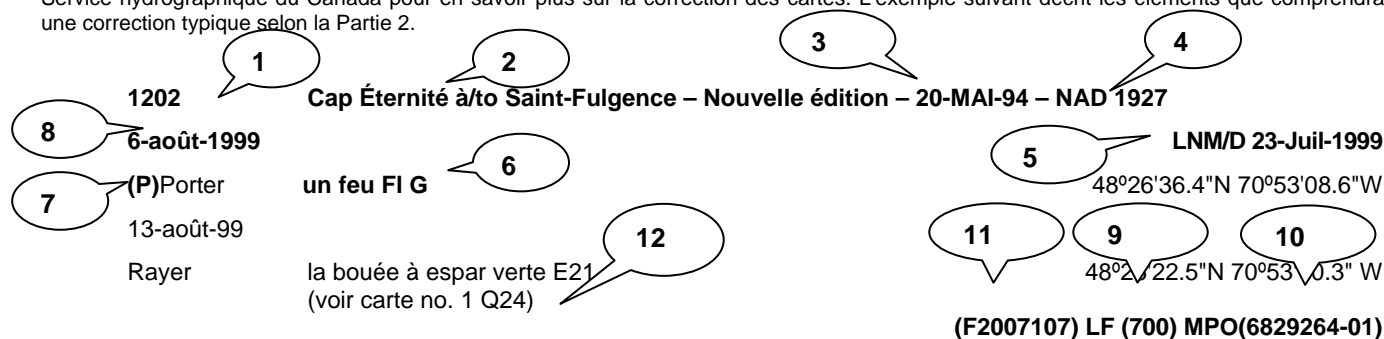 Service hydrographique du Canada pour en savoir plus sur la correction des cartes. L'exemple suivant décrit les éléments que comprendra
une correction typique selon la Partie 2.
1 2 3 4
1202 Cap Éternité à/to Saint-Fulgence – Nouvelle édition – 20-MAI-94 – NAD 1927
8 6-août-1999 5 LNM/D 23-Juil-1999
7 (P)Porter un feu Fl G 6 48º26'36.4"N 70º53'08.6"W
13-août-99 12 11 9 10
Rayer la bouée à espar verte E21 W
(voir carte no. 1 Q24)
(F2007107) LF (700) MPO(6829264-01)